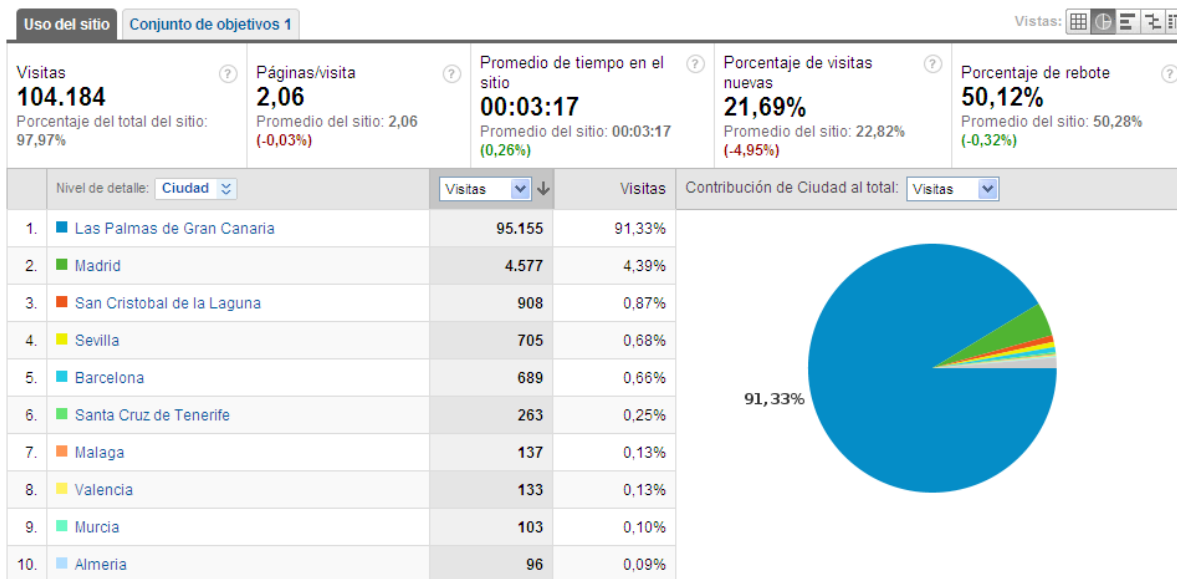 Uso del sitio
Conjunto de objetivos 1
Vistas:
Visitas
?
104.184
Porcentaje del total del sitio:
97,97%
Páginas/visita
?
2,06
Promedio del sitio: 2,06
(-0,03%)
Promedio de tiempo en el
sitio
?
00:03:17
Promedio del sitio: 00:03:17
(0,26%)
Porcentaje de visitas
nuevas
?
21,69%
Promedio del sitio: 22,82%
(-4,95%)
Porcentaje de rebote
?
50,12%
Promedio del sitio: 50,28%
(-0,32%)
Nivel de detalle: Ciudad
Visitas
Visitas
Contribución de Ciudad al total: Visitas
1. Las Palmas de Gran Canaria 95.155 91,33%
2. Madrid 4.577 4,39%
3. San Cristobal de la Laguna 908 0,87%
4. Sevilla 705 0,68%
5. Barcelona 689 0,66%
6. Santa Cruz de Tenerife 263 0,25%
7. Malaga 137 0,13%
8. Valencia 133 0,13%
9. Murcia 103 0,10%
10. Almeria 96 0,09%
91,33%